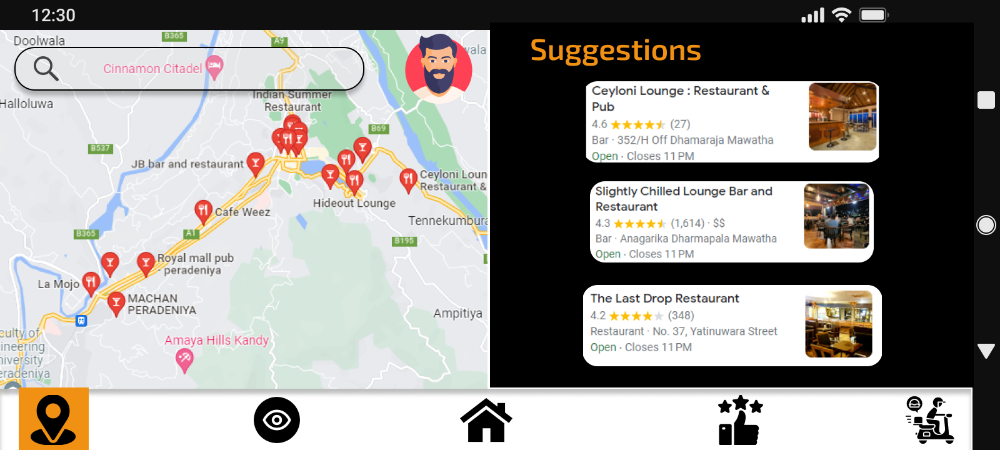 12:30
Doolwala
B365
A9
wala
Cinnamon Citadel
Halloluwa
Indian Summer
Restaurant
B69
B537
JB bar and restaurant
Ceyloni Loun
Restaurant &
Hideout Lounge
Cafe Weez
Tennekumbura
B365
A1
B195
Royal mall pub
- peradeniya
La Mojo
MACHAN
PERADENIYA
Ampitiya
culty of
ineering
niversity
eradeniya
Amaya Hills Kandy
Suggestions
Ceyloni Lounge : Restaurant &
Pub
4.6 (27)
Bar · 352/H Off Dhamaraja Mawatha
Open · Closes 11 PM
Slightly Chilled Lounge Bar and
Restaurant
4.3 (1,614) · $$
Bar · Anagarika Dharmapala Mawatha
Open · Closes 11 PM
The Last Drop Restaurant
4.2 (348)
Restaurant · No. 37, Yatinuwara Street
Open · Closes 11 PM